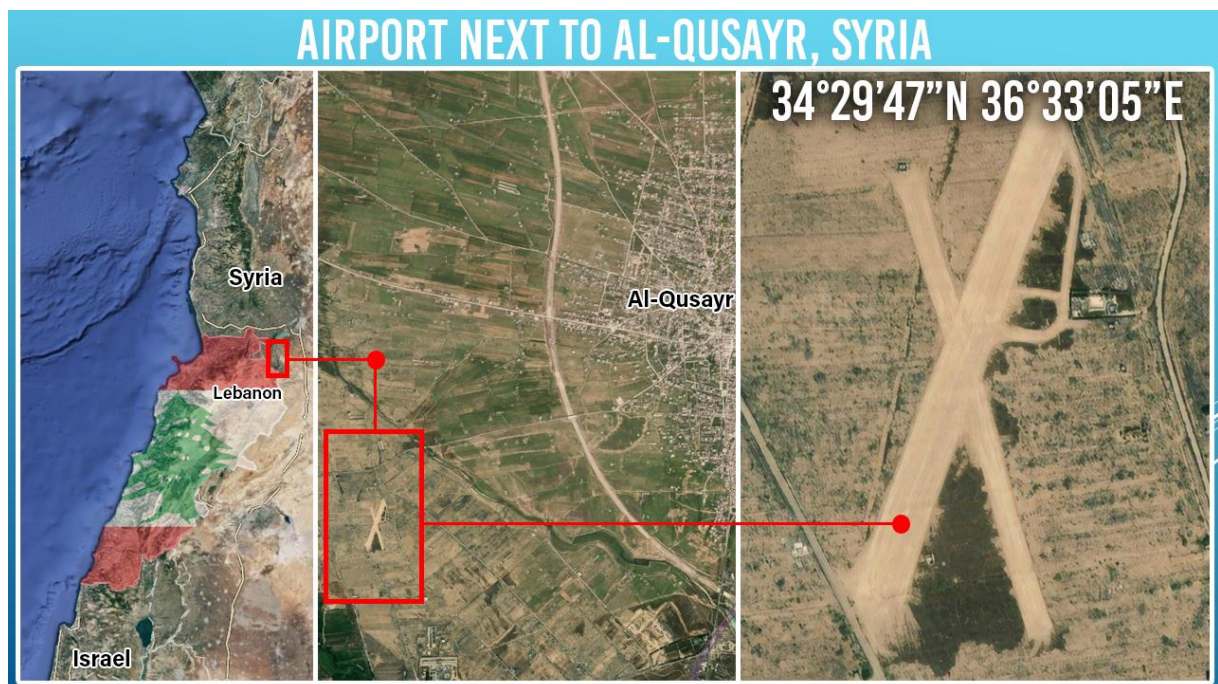 AIRPORT NEXT TO AL-QUSAYR, SYRIA
Syria
Lebanon
Israel
Al-Qusayr
34°29’47”N 36°33’05”E